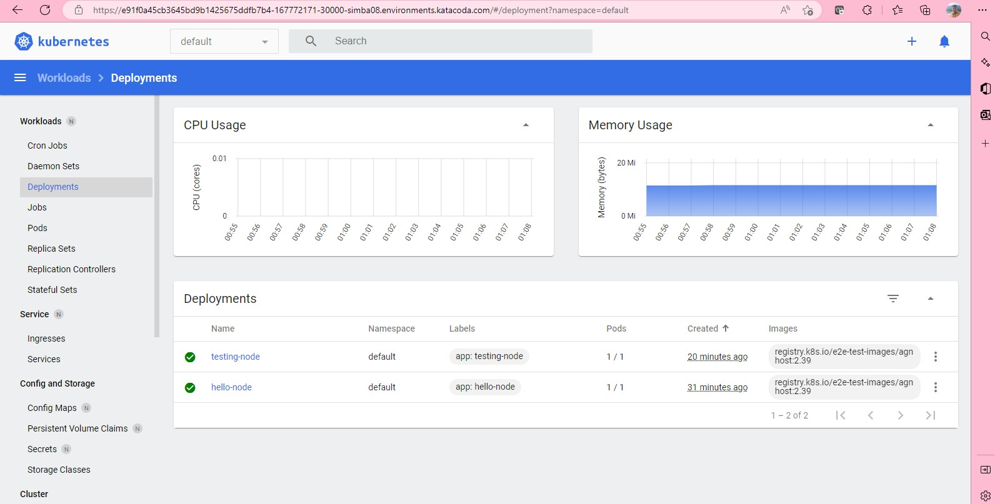 https://e91f0a45cb3645bd9b1425675ddfb7b4-167772171-30000-simba08.environments.katacoda.com/#/deployment?namespace=default
kubernetes
default
Search
Workloads > Deployments
Workloads N
Cron Jobs
Daemon Sets
Deployments
Jobs
Pods
Replica Sets
Replication Controllers
Stateful Sets
Service N
Ingresses
Services
Config and Storage
Config Maps N
Persistent Volume Claims N
Secrets N
Storage Classes
Cluster
CPU Usage
CPU (cores)
0.01
0
00:55 00:56 00:57 00:58 00:59 01:00 01:01 01:02 01:03 01:04 01:05 01:06 01:07 01:08
Memory Usage
Memory (bytes)
20 Mi
0 Mi
00:55 00:56 00:57 00:58 00:59 01:00 01:01 01:02 01:03 01:04 01:05 01:06 01:07 01:08
Deployments
Name Namespace Labels Pods Created Images
testing-node default app: testing-node 1 / 1 20 minutes ago registry.k8s.io/e2e-test-images/agn
host:2.39
hello-node default app: hello-node 1 / 1 31 minutes ago registry.k8s.io/e2e-test-images/agn
host:2.39
1 – 2 of 2